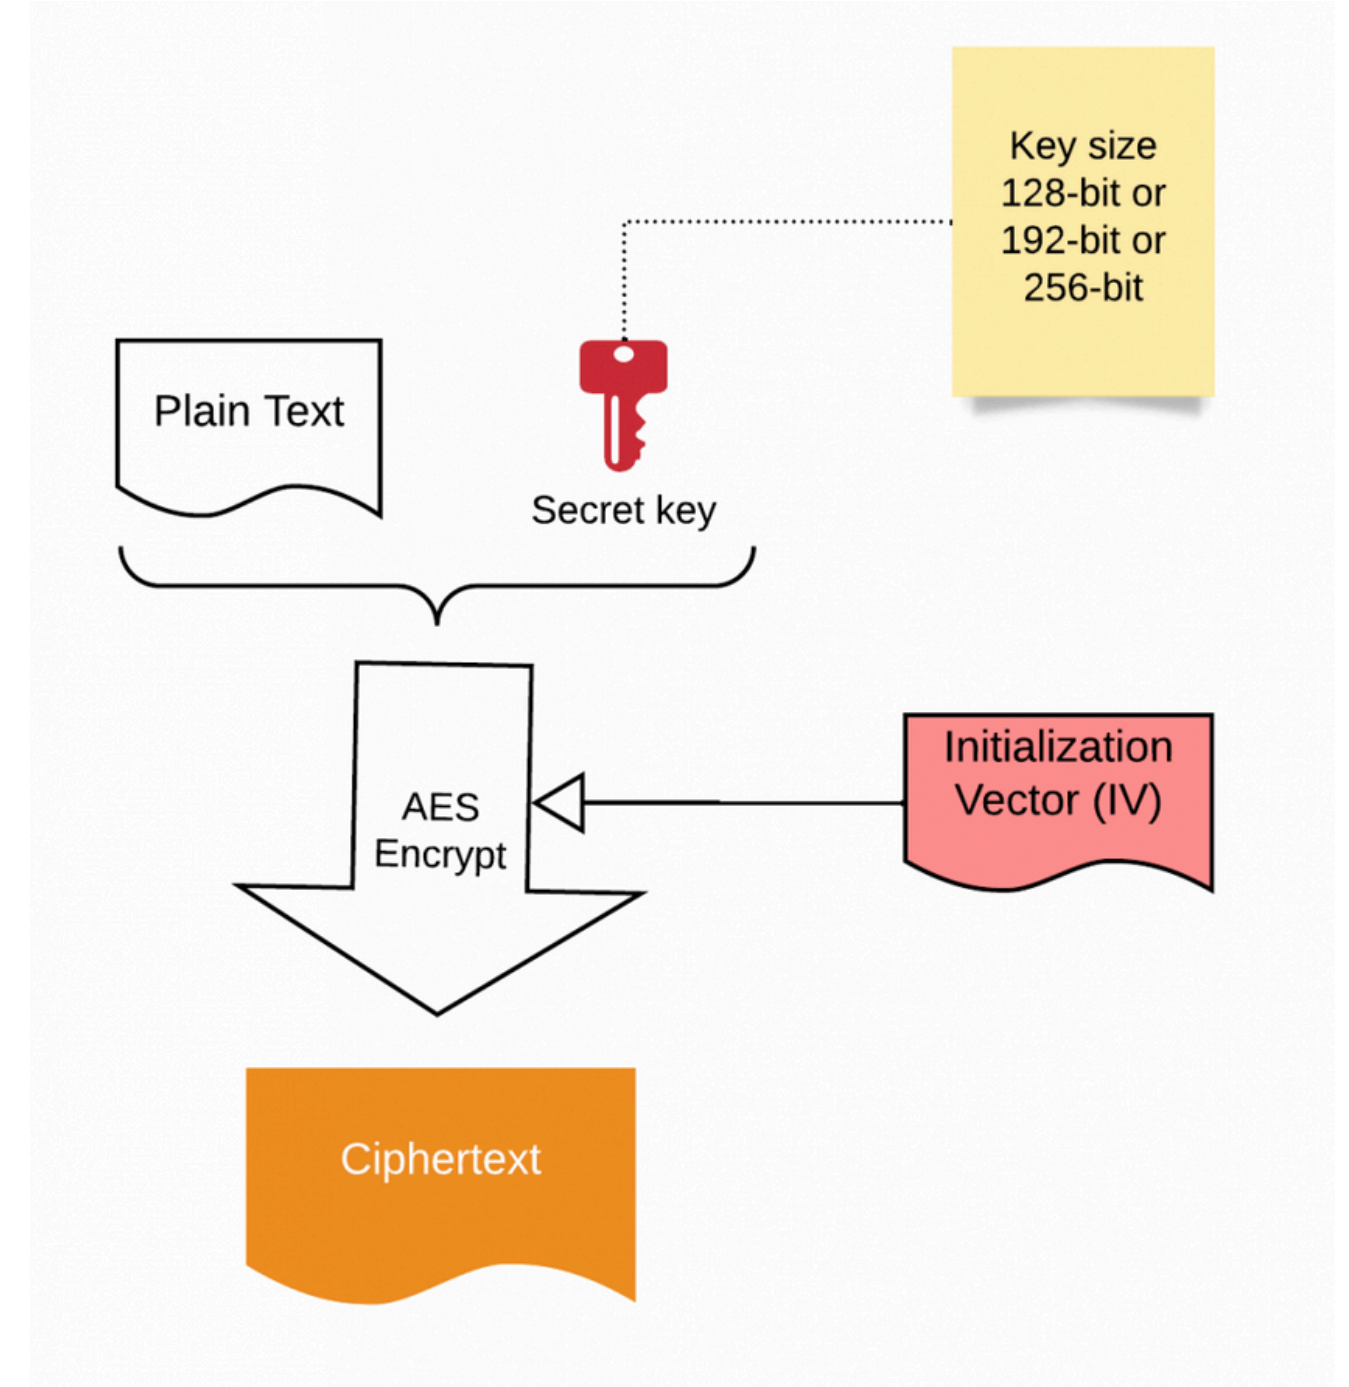 Key size
128-bit or
192-bit or
256-bit
Plain Text
Secret key
AES
Encrypt
Initialization
Vector (IV)
Ciphertext